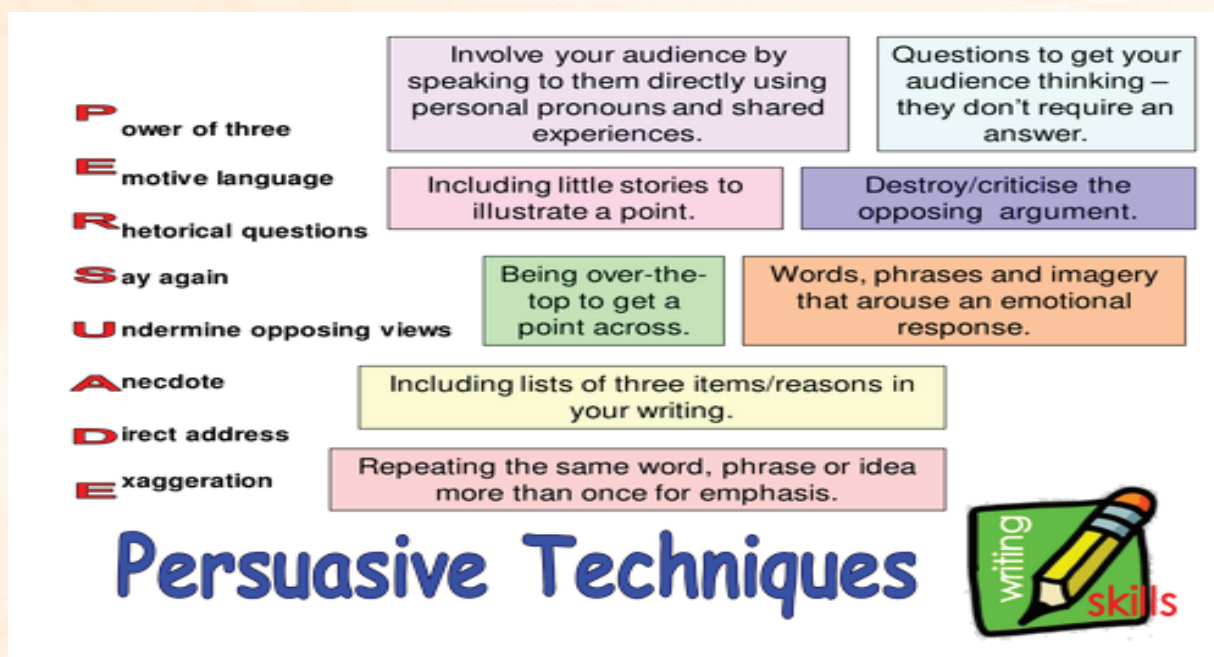 Power of three
Emotive language
Rhetorical questions
Say again
Undermine opposing views
Anecdote
Direct address
Exaggeration
Involve your audience by
speaking to them directly using
personal pronouns and shared
experiences.
Questions to get your
audience thinking –
they don't require an
answer.
Including little stories to
illustrate a point.
Destroy/criticise the
opposing argument.
Being over-the-
top to get a
point across.
Words, phrases and imagery
that arouse an emotional
response.
Including lists of three items/reasons in
your writing.
Repeating the same word, phrase or idea
more than once for emphasis.
Persuasive Techniques
writing
skills